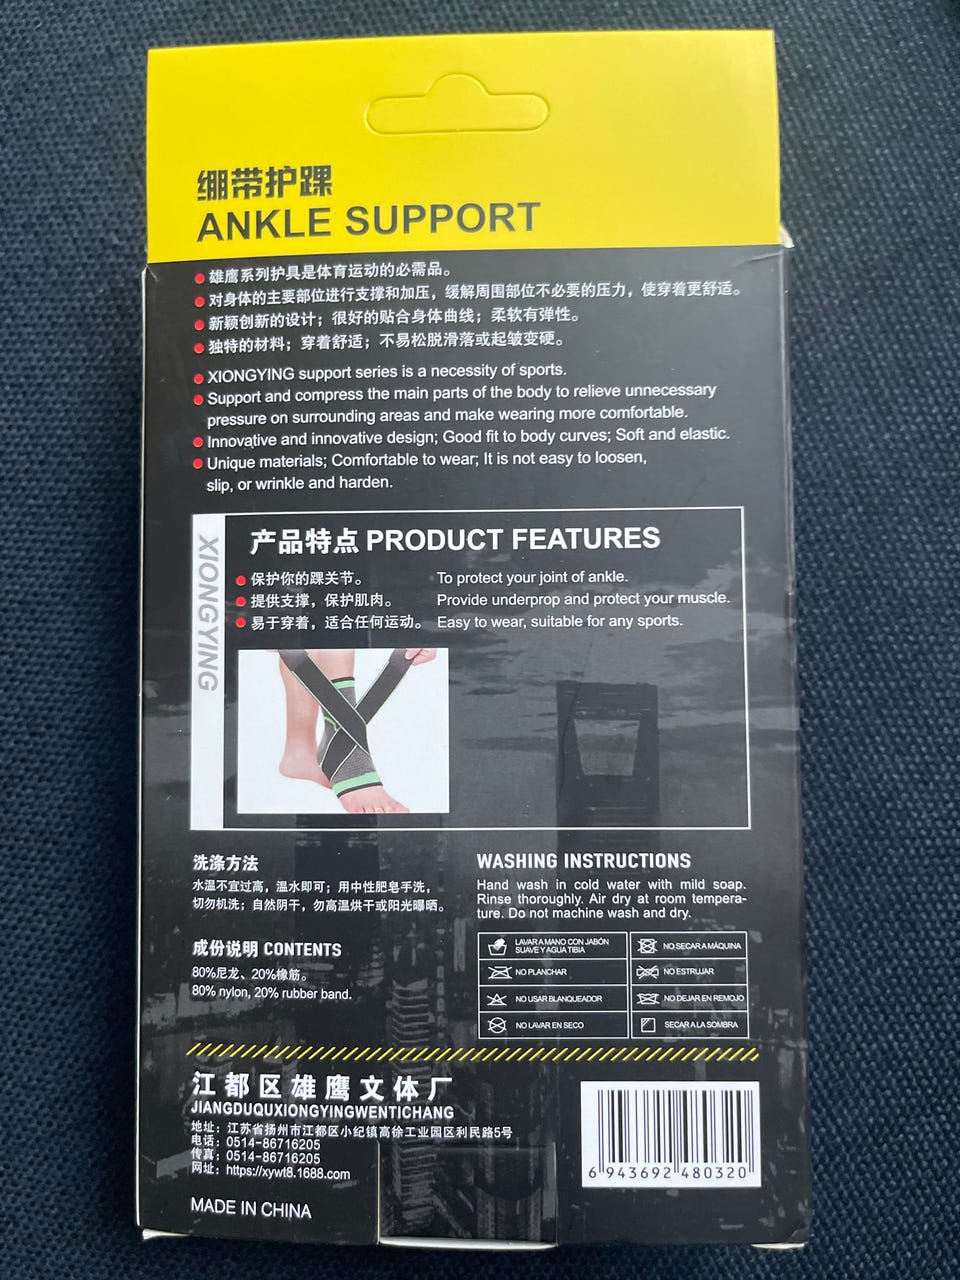 绷带护踝
ANKLE SUPPORT
雄鹰系列护具是体育运动的必需品。
对身体的主要部位进行支撑和加压，缓解周围部位不必要的压力，使穿着更舒适。
新颖创新的设计；很好的贴合身体曲线；柔软有弹性。
独特的材料；穿着舒适；不易松脱滑落或起皱变硬。
XIONGYING support series is a necessity of sports.
Support and compress the main parts of the body to relieve unnecessary
pressure on surrounding areas and make wearing more comfortable.
Innovative and innovative design; Good fit to body curves; Soft and elastic.
Unique materials; Comfortable to wear; It is not easy to loosen,
slip, or wrinkle and harden.
XIONGYING
产品特点 PRODUCT FEATURES
保护你的踝关节。 To protect your joint of ankle.
提供支撑，保护肌肉。 Provide underprop and protect your muscle.
易于穿着，适合任何运动。 Easy to wear, suitable for any sports.
洗涤方法
水温不宜过高，温水即可；用中性肥皂手洗，
切勿机洗；自然阴干，勿高温烘干或阳光曝晒。
成份说明 CONTENTS
80%尼龙、20%橡筋。
80% nylon, 20% rubber band.
WASHING INSTRUCTIONS
Hand wash in cold water with mild soap.
Rinse thoroughly. Air dry at room tempera-
ture. Do not machine wash and dry.
LAVAR A MANO CON JABÓN
SUAVE Y AGUA TIBIA
NO SECAR A MÁQUINA
NO PLANCHAR
NO ESTRUJAR
NO USAR BLANQUEADOR
NO DEJAR EN REMOJO
NO LAVAR EN SECO
SECAR A LA SOMBRA
江都区雄鹰文体厂
JIANGDUQUXIONGYINGWENTICHANG
地址：江苏省扬州市江都区小纪镇高徐工业园区利民路5号
电话：0514-86716205
传真：0514-86716205
网址：https://xywt8.1688.com
MADE IN CHINA
6 943692 480320